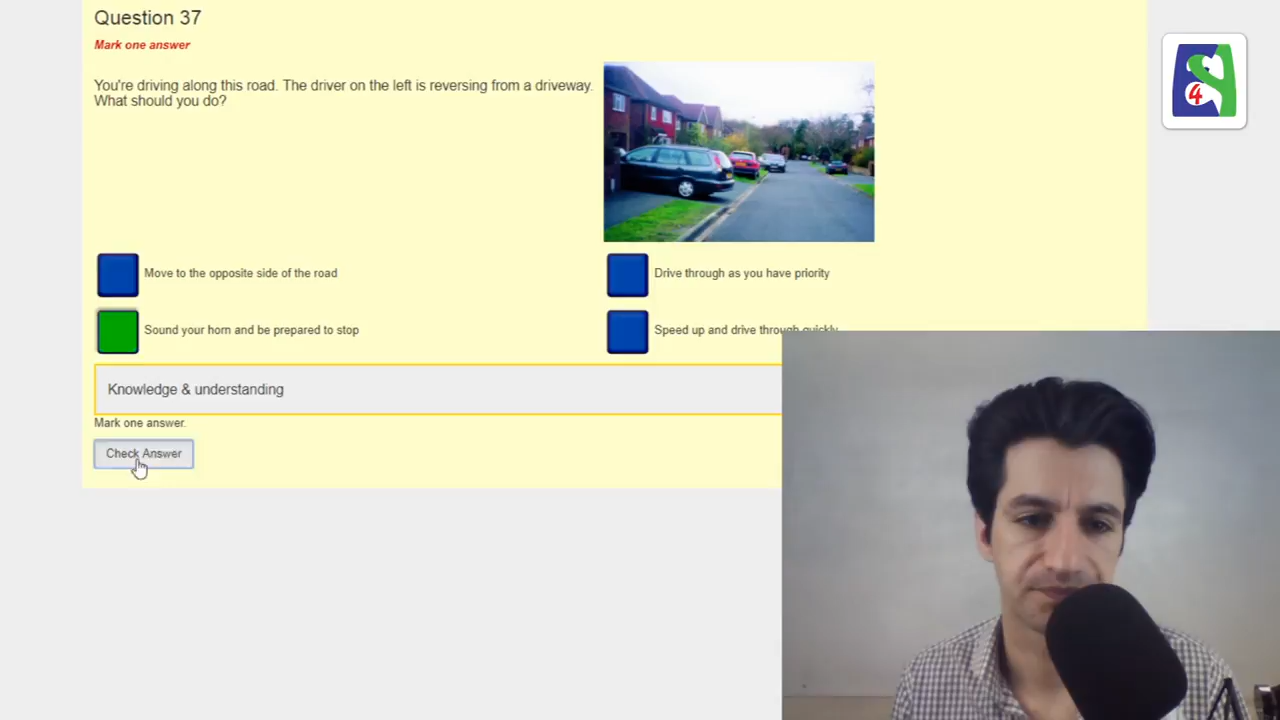 Question 37
Mark one answer
You're driving along this road. The driver on the left is reversing from a driveway.
What should you do?
Move to the opposite side of the road
Drive through as you have priority
Sound your horn and be prepared to stop
Speed up and drive through quickly
Knowledge & understanding
Mark one answer.
Check Answer
4